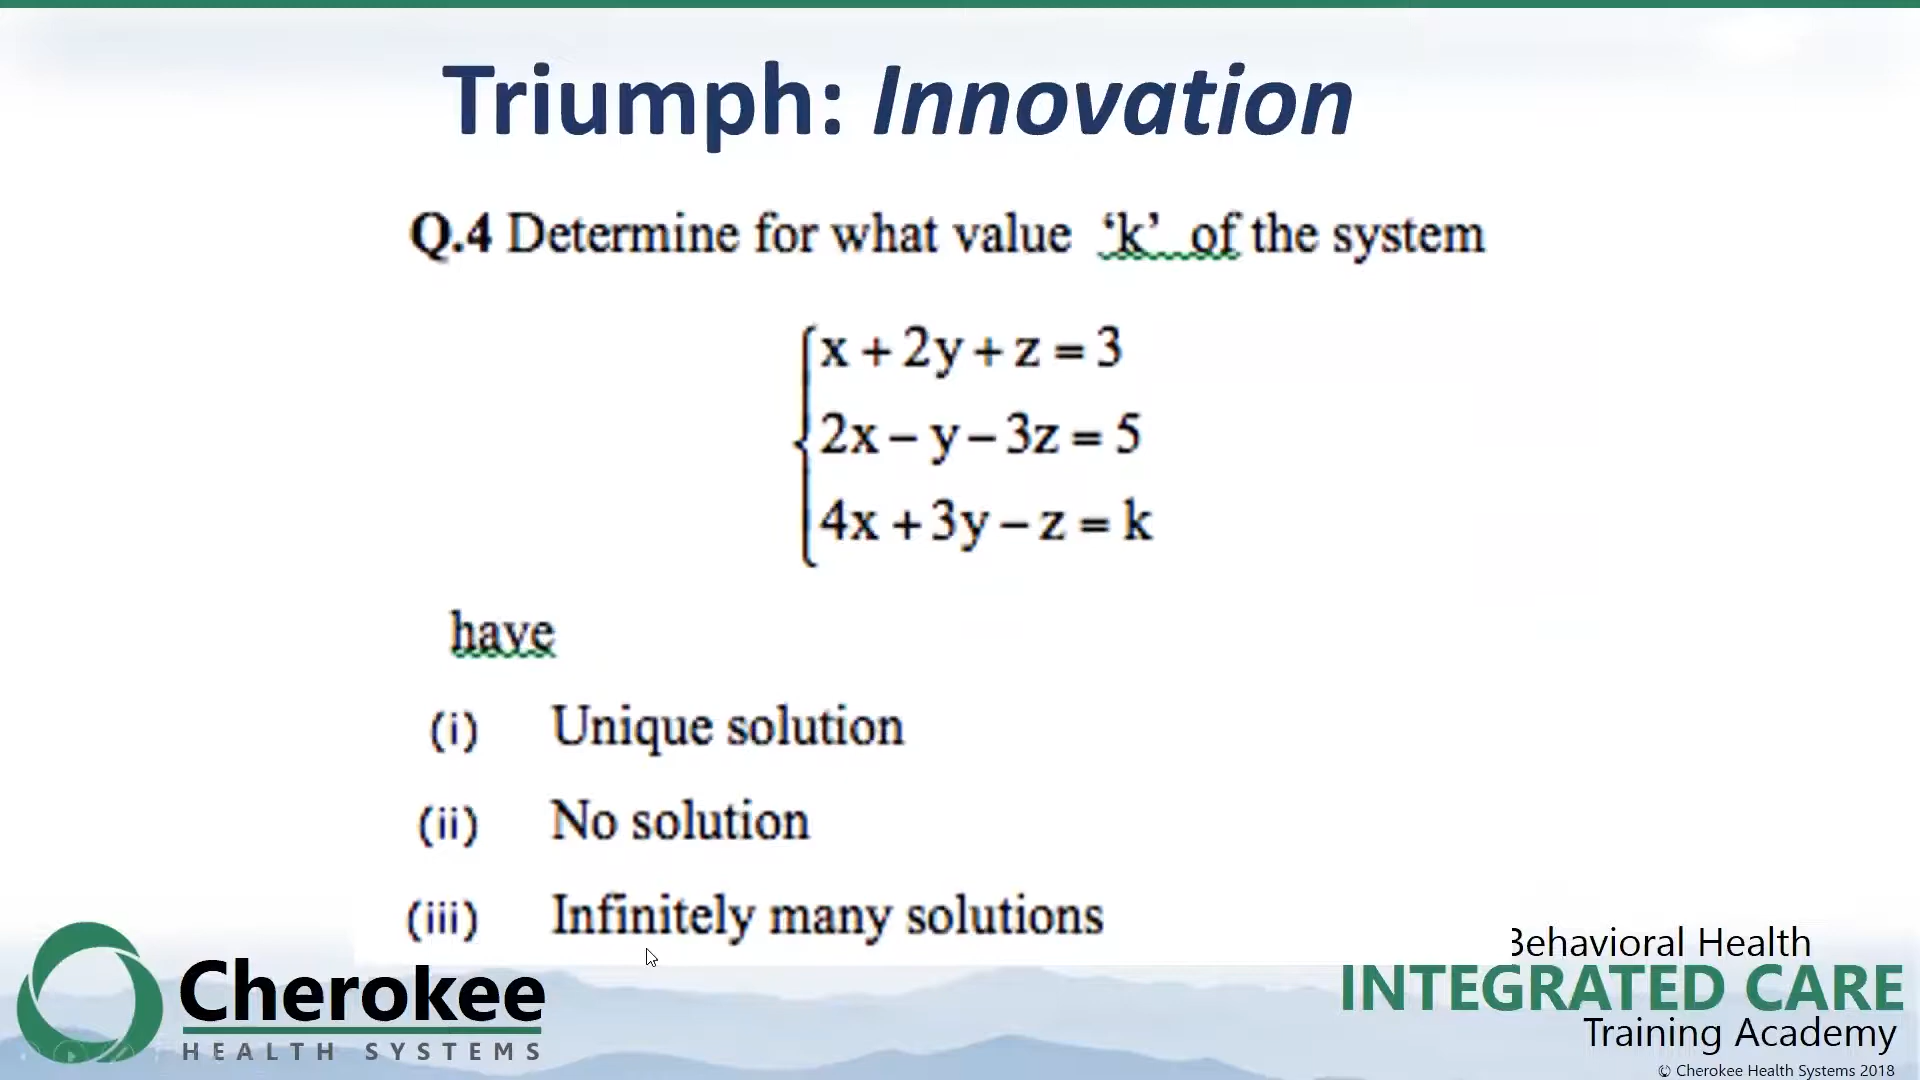 Triumph: Innovation
Q.4 Determine for what value ‘k’ of the system
x + 2y + z = 3
2x – y – 3z = 5
4x + 3y – z = k
have
(i) Unique solution
(ii) No solution
(iii) Infinitely many solutions
Cherokee
HEALTH SYSTEMS
Behavioral Health
INTEGRATED CARE
Training Academy
© Cherokee Health Systems 2018